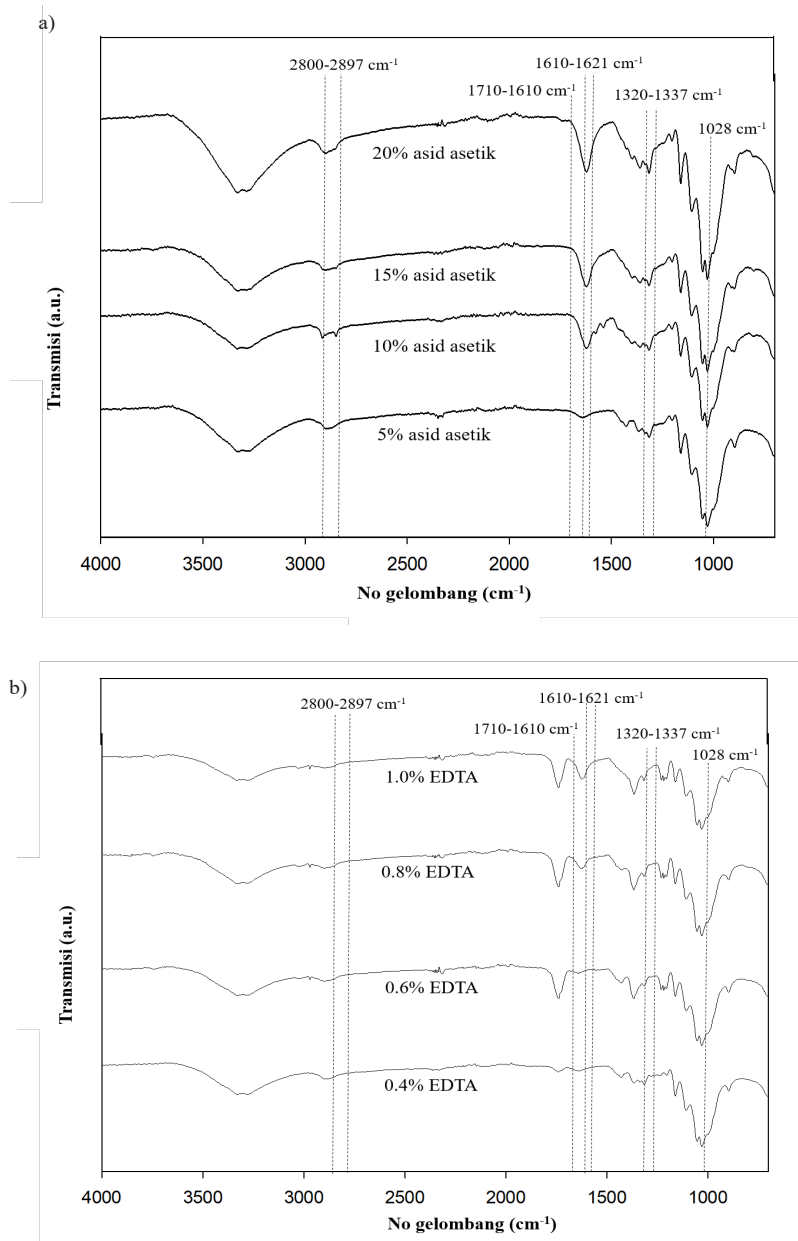 a)
2800-2897 cm⁻¹
1610-1621 cm⁻¹
1710-1610 cm⁻¹
1320-1337 cm⁻¹
1028 cm⁻¹
20% asid asetik
15% asid asetik
10% asid asetik
5% asid asetik
Transmisi (a.u.)
4000 3500 3000 2500 2000 1500 1000
No gelombang (cm⁻¹)
b)
2800-2897 cm⁻¹
1610-1621 cm⁻¹
1710-1610 cm⁻¹
1320-1337 cm⁻¹
1028 cm⁻¹
1.0% EDTA
0.8% EDTA
0.6% EDTA
0.4% EDTA
Transmisi (a.u.)
4000 3500 3000 2500 2000 1500 1000
No gelombang (cm⁻¹)